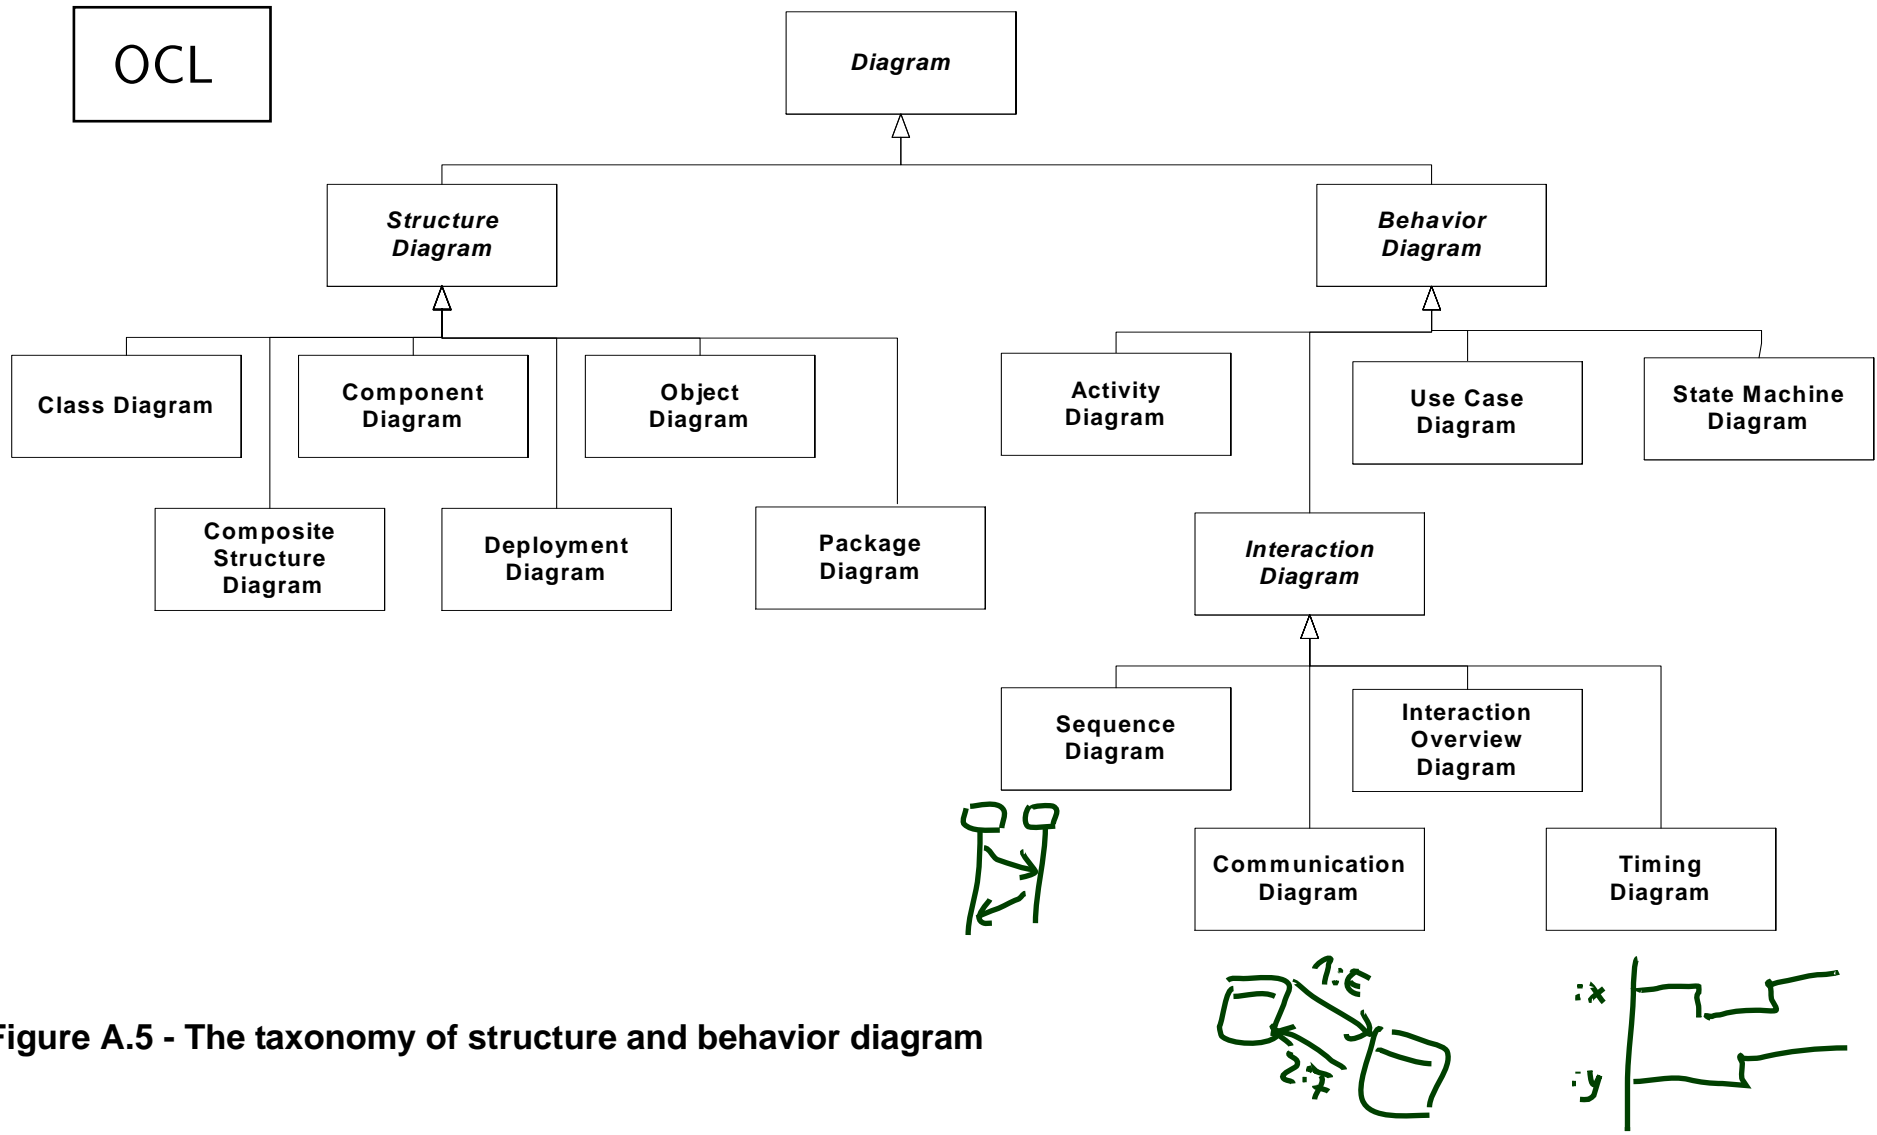 OCL
Diagram
Structure
Diagram
Behavior
Diagram
Class Diagram
Component
Diagram
Object
Diagram
Activity
Diagram
Use Case
Diagram
State Machine
Diagram
Composite
Structure
Diagram
Deployment
Diagram
Package
Diagram
Interaction
Diagram
Sequence
Diagram
Interaction
Overview
Diagram
Communication
Diagram
Timing
Diagram
1:E
2:7
:x
:y
Figure A.5 - The taxonomy of structure and behavior diagram